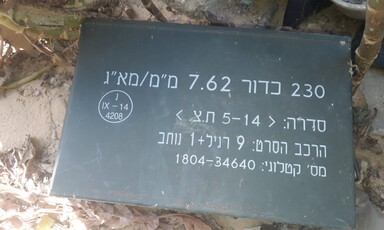 230 כדור 7.62 מ"מ/מא"ג
סדרה: < 5-14 ת.צ. >
הרכב הסרט: 9 רגיל+1 נותב
מס' קטלוגי: 1804-34640
I
IX-14
4208